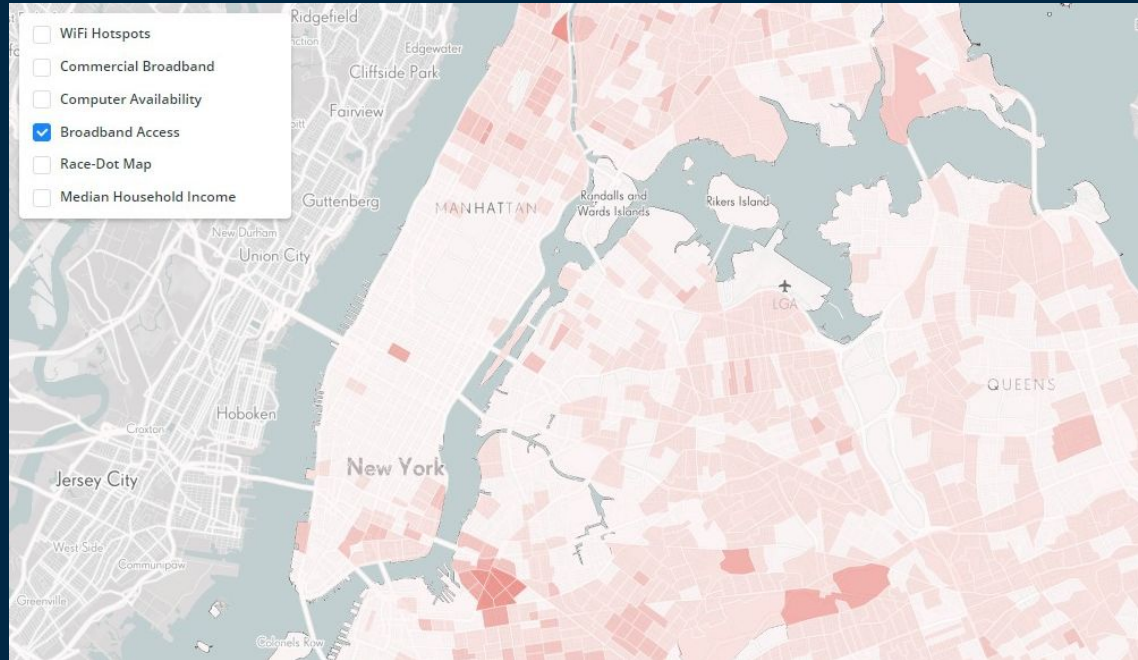 WiFi Hotspots
Commercial Broadband
Computer Availability
Broadband Access
Race-Dot Map
Median Household Income
Ridgefield
Edgewater
Cliffside Park
Fairview
Guttenberg
New Durham
Union City
MANHATTAN
Randalls and
Wards Islands
Rikers Island
LGA
QUEENS
Hoboken
Croxton
New York
Jersey City
West Side
Communipaw
Greenville
Colonels Row